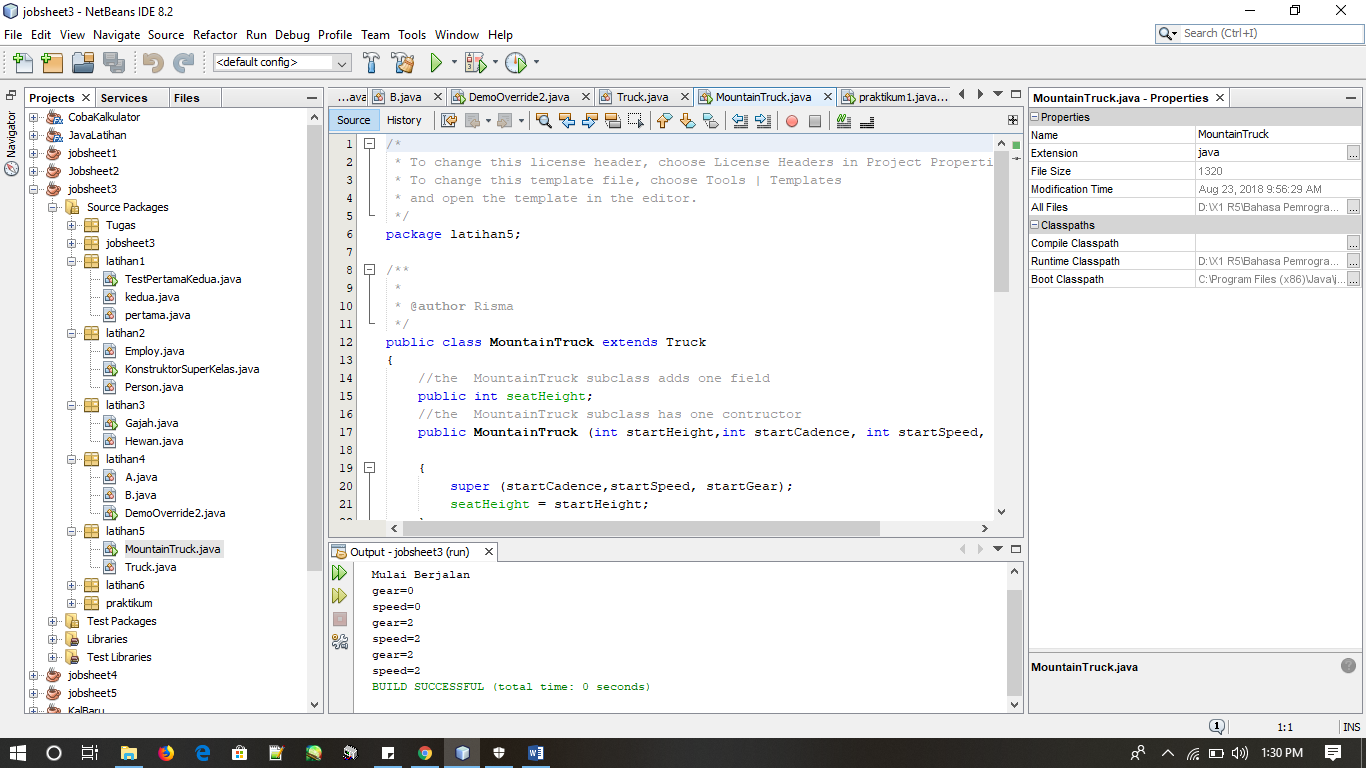 jobsheet3 - NetBeans IDE 8.2
File Edit View Navigate Source Refactor Run Debug Profile Team Tools Window Help
Search (Ctrl+I)
<default config>
Navigator
Projects
Services
Files
CobaKalkulator
JavaLatihan
jobsheet1
Jobsheet2
jobsheet3
Source Packages
Tugas
jobsheet3
latihan1
TestPertamaKedua.java
kedua.java
pertama.java
latihan2
Employ.java
KonstruktorSuperKelas.java
Person.java
latihan3
Gajah.java
Hewan.java
latihan4
A.java
B.java
DemoOverride2.java
latihan5
MountainTruck.java
Truck.java
latihan6
praktikum
Test Packages
Libraries
Test Libraries
jobsheet4
jobsheet5
KalBaru
...ava B.java DemoOverride2.java Truck.java MountainTruck.java praktikum1.java...
Source History
1 /*
2 * To change this license header, choose License Headers in Project Properti
3 * To change this template file, choose Tools | Templates
4 * and open the template in the editor.
5 */
6 package latihan5;
7
8 /**
9 *
10 * @author Risma
11 */
12 public class MountainTruck extends Truck
13 {
14 //the  MountainTruck subclass adds one field
15 public int seatHeight;
16 //the  MountainTruck subclass has one contructor
17 public MountainTruck (int startHeight,int startCadence, int startSpeed,
18
19 {
20 super (startCadence,startSpeed, startGear);
21 seatHeight = startHeight;
Output - jobsheet3 (run)
Mulai Berjalan
gear=0
speed=0
gear=2
speed=2
gear=2
speed=2
BUILD SUCCESSFUL (total time: 0 seconds)
MountainTruck.java - Properties
Properties
Name MountainTruck
Extension java
File Size 1320
Modification Time Aug 23, 2018 9:56:29 AM
All Files D:\X1 R5\Bahasa Pemrogra...
Classpaths
Compile Classpath
Runtime Classpath D:\X1 R5\Bahasa Pemrogra...
Boot Classpath C:\Program Files (x86)\Java\j...
MountainTruck.java
1 1:1 INS
1:30 PM